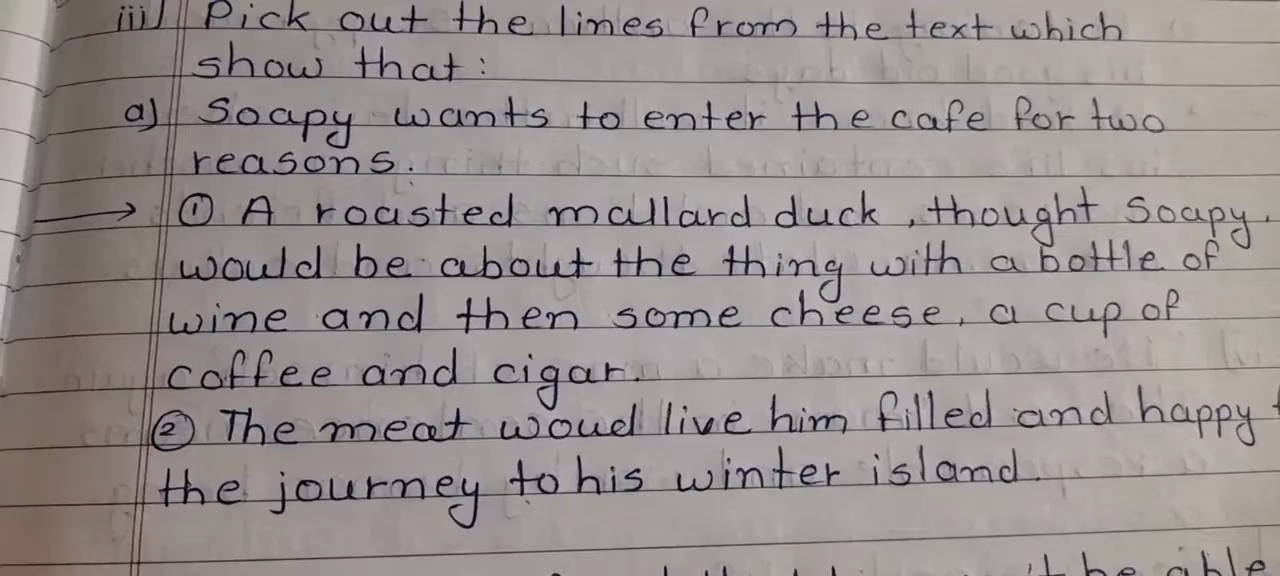 iii) Pick out the lines from the text which
show that:
a) Soapy wants to enter the cafe for two
reasons.
→ ① A roasted mallard duck, thought Soapy,
would be about the thing with a bottle of
wine and then some cheese, a cup of
coffee and cigar.
② The meat woud live him filled and happy
the journey to his winter island.
be able